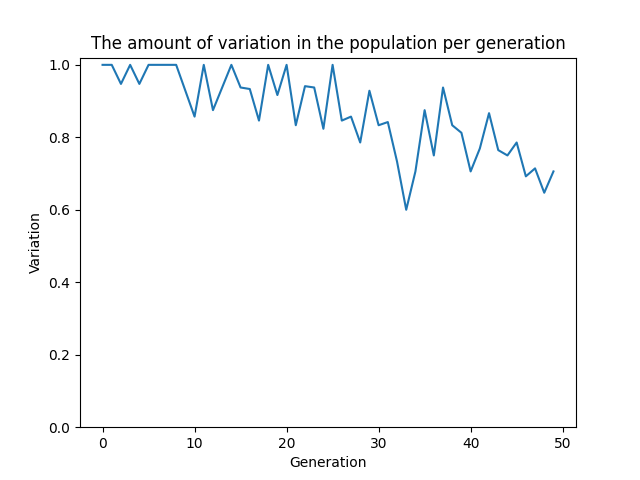 The amount of variation in the population per generation
1.0
0.8
0.6
0.4
0.2
0.0
Variation
0 10 20 30 40 50
Generation